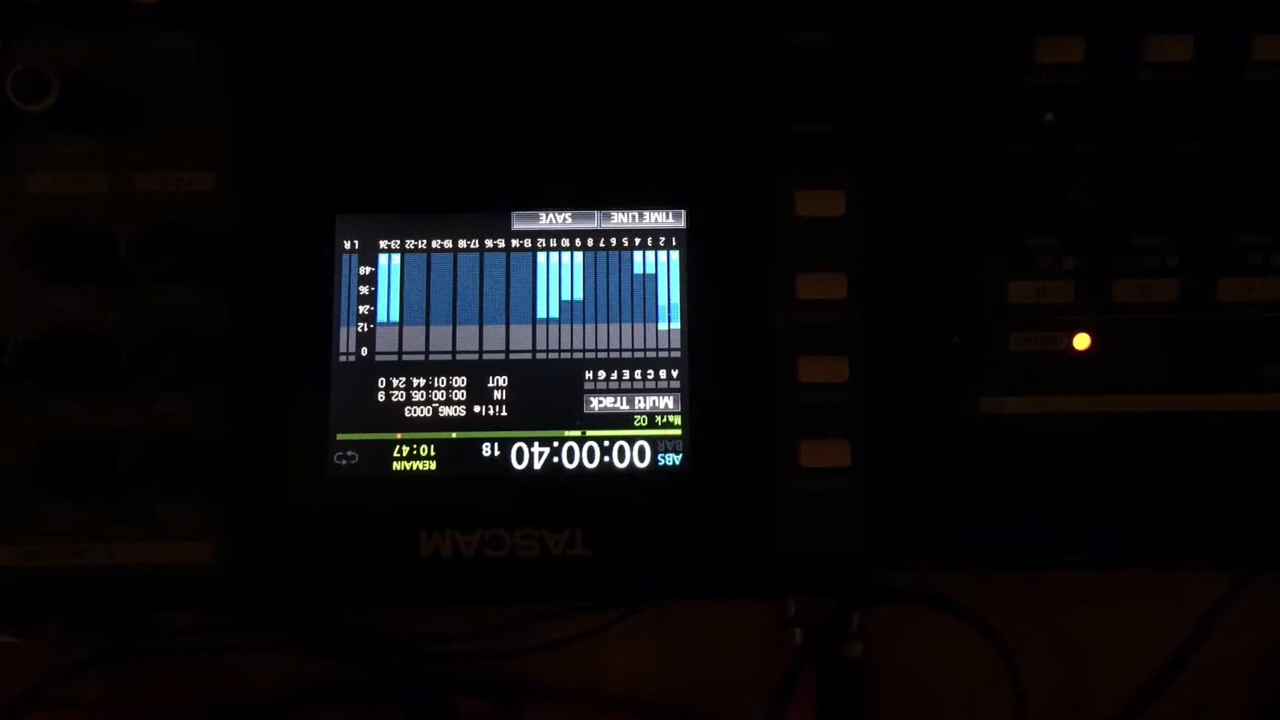 TASCAM
ABS 00:00:40 18 REMAIN
BAR 10:47
Mark 02
Multi Track Title SONG_0003
IN 00:00:05.02.9
A B C D E F G H OUT 00:01:44.24.0
0
-12
-24
-36
-48
1 2 3 4 5 6 7 8 9 10 11 12 13-14 15-16 17-18 19-20 21-22 23-24 L R
TIME LINE SAVE